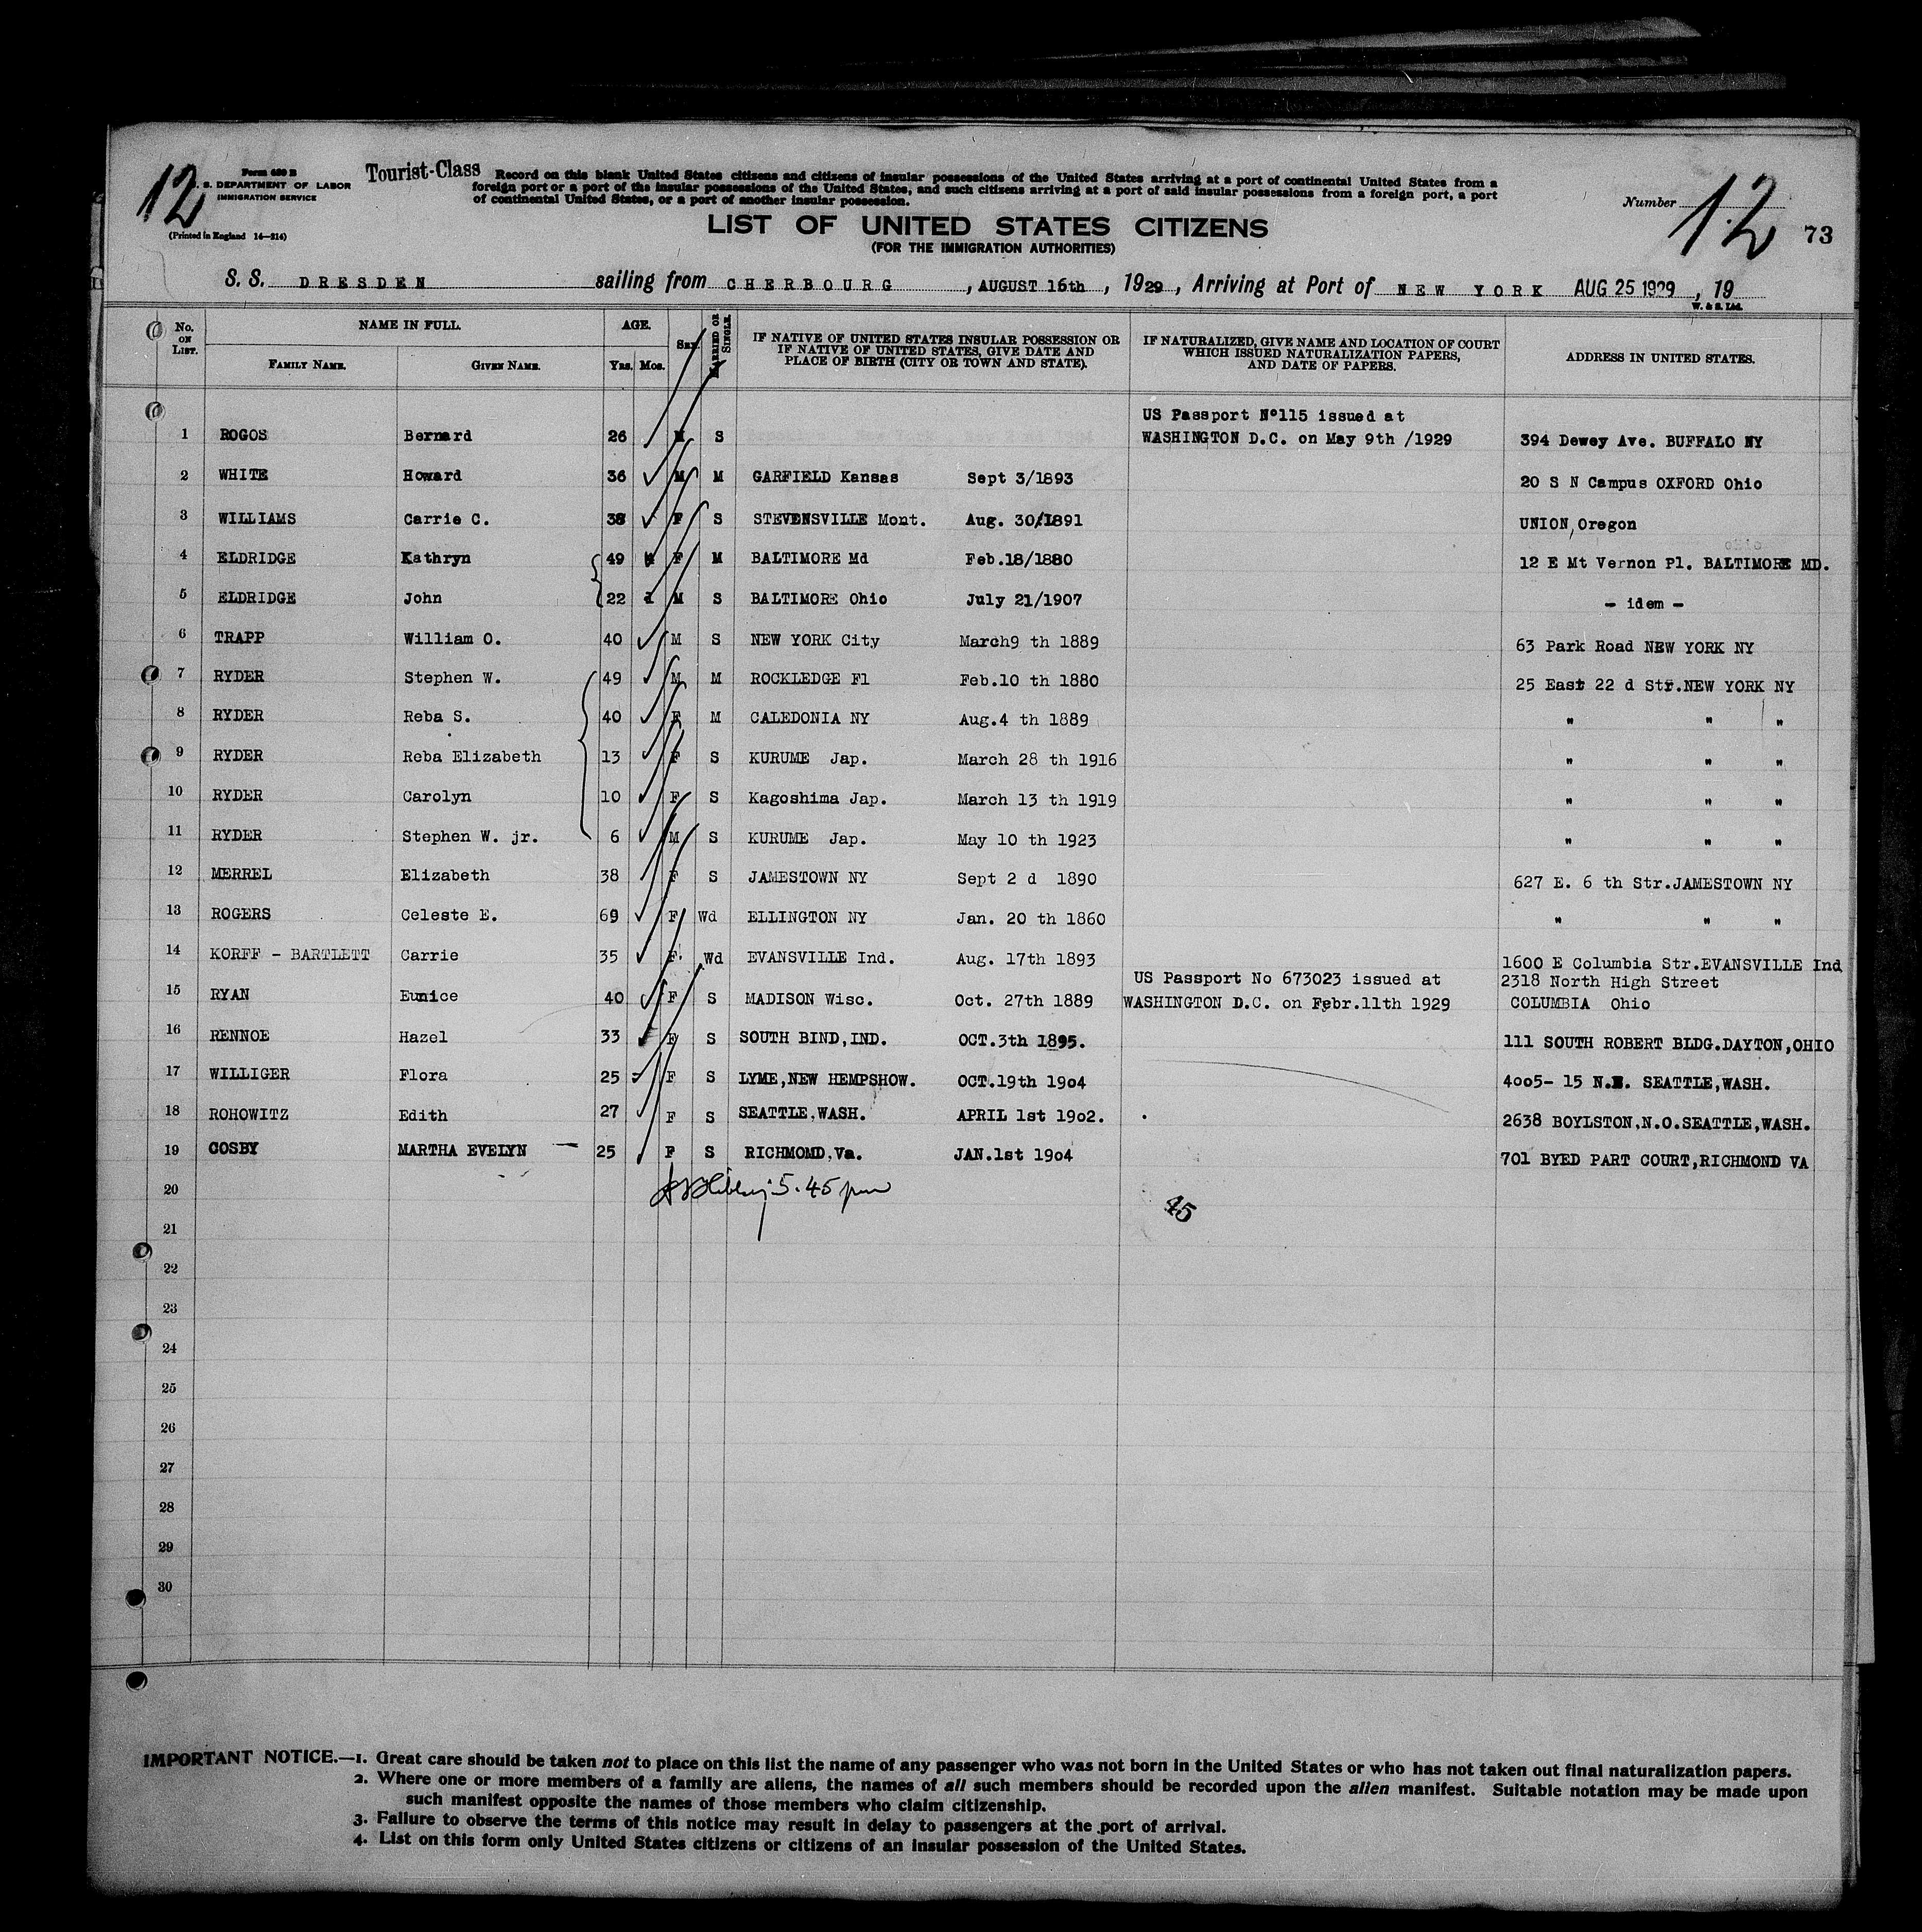 12
Form 630 B
U. S. DEPARTMENT OF LABOR
IMMIGRATION SERVICE
(Printed in England 14—214)
Tourist-Class
Record on this blank United States citizens and citizens of insular possessions of the United States arriving at a port of continental United States from a
foreign port or a port of the insular possessions of the United States, and such citizens arriving at a port of said insular possessions from a foreign port, a port
of continental United States, or a port of another insular possession.
LIST OF UNITED STATES CITIZENS
(FOR THE IMMIGRATION AUTHORITIES)
Number 12
73
S. S. DRESDEN sailing from CHERBOURG, AUGUST 16th, 1929, Arriving at Port of NEW YORK AUG 25 1929, 19
W. & S. Ltd.
No. ON LIST. NAME IN FULL. FAMILY NAME. GIVEN NAME. AGE. YRS. MOS. SEX. MARRIED OR SINGLE. IF NATIVE OF UNITED STATES INSULAR POSSESSION OR IF NATIVE OF UNITED STATES, GIVE DATE AND PLACE OF BIRTH (CITY OR TOWN AND STATE). IF NATURALIZED, GIVE NAME AND LOCATION OF COURT WHICH ISSUED NATURALIZATION PAPERS, AND DATE OF PAPERS. ADDRESS IN UNITED STATES.
US Passport Nº115 issued at
1 ROGOS Bernard 26 M S WASHINGTON D.C. on May 9th /1929 394 Dewey Ave. BUFFALO NY
2 WHITE Howard 36 M M GARFIELD Kansas Sept 3/1893 20 S N Campus OXFORD Ohio
3 WILLIAMS Carrie C. 38 F S STEVENSVILLE Mont. Aug. 30/1891 UNION, Oregon
4 ELDRIDGE Kathryn 49 F M BALTIMORE Md Feb.18/1880 12 E Mt Vernon Pl. BALTIMORE MD.
5 ELDRIDGE John 22 M S BALTIMORE Ohio July 21/1907 - idem -
6 TRAPP William O. 40 M S NEW YORK City March9 th 1889 63 Park Road NEW YORK NY
7 RYDER Stephen W. 49 M M ROCKLEDGE Fl Feb.10 th 1880 25 East 22 d Str.NEW YORK NY
8 RYDER Reba S. 40 F M CALEDONIA NY Aug.4 th 1889 " " "
9 RYDER Reba Elizabeth 13 F S KURUME Jap. March 28 th 1916 " " "
10 RYDER Carolyn 10 F S Kagoshima Jap. March 13 th 1919 " " "
11 RYDER Stephen W. jr. 6 M S KURUME Jap. May 10 th 1923 " " "
12 MERREL Elizabeth 38 F S JAMESTOWN NY Sept 2 d 1890 627 E. 6 th Str.JAMESTOWN NY
13 ROGERS Celeste E. 69 F Wd ELLINGTON NY Jan. 20 th 1860 " " "
14 KORFF - BARTLETT Carrie 35 F Wd EVANSVILLE Ind. Aug. 17th 1893 1600 E Columbia Str.EVANSVILLE Ind
US Passport No 673023 issued at 2318 North High Street
15 RYAN Eunice 40 F S MADISON Wisc. Oct. 27th 1889 WASHINGTON D.C. on Febr.11th 1929 COLUMBIA Ohio
16 RENNOE Hazel 33 F S SOUTH BIND,IND. OCT.3th 1895. 111 SOUTH ROBERT BLDG.DAYTON,OHIO
17 WILLIGER Flora 25 F S LYME,NEW HEMPSHOW. OCT.19th 19o4 4oo5- 15 N.E. SEATTLE,WASH.
18 ROHOWITZ Edith 27 F S SEATTLE,WASH. APRIL 1st 19o2. 2638 BOYLSTON,N.O.SEATTLE,WASH.
19 COSBY MARTHA EVELYN 25 F S RICHMOMD,Va. JAN.1st 19o4 7o1 BYED PART COURT,RICHMOND VA
20
5.45 pm
45
21
22
23
24
25
26
27
28
29
30
IMPORTANT NOTICE.—1. Great care should be taken not to place on this list the name of any passenger who was not born in the United States or who has not taken out final naturalization papers.
2. Where one or more members of a family are aliens, the names of all such members should be recorded upon the alien manifest. Suitable notation may be made upon
such manifest opposite the names of those members who claim citizenship.
3. Failure to observe the terms of this notice may result in delay to passengers at the port of arrival.
4. List on this form only United States citizens or citizens of an insular possession of the United States.